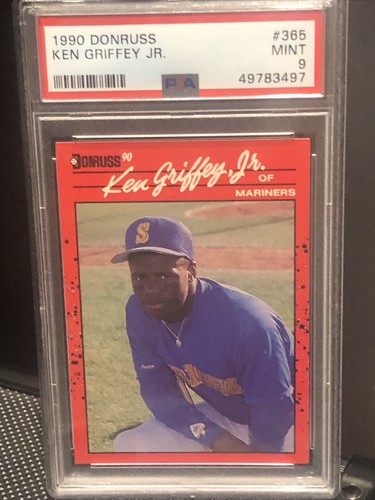 1990 DONRUSS #365
KEN GRIFFEY JR. MINT
9
PSA 49783497
DONRUSS '90
Ken Griffey, Jr.
OF
MARINERS
S